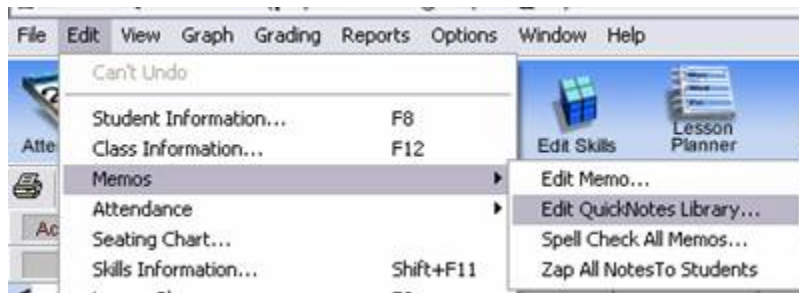 File Edit View Graph Grading Reports Options Window Help
Can't Undo
Student Information... F8
Atte Class Information... F12
Edit Skills
Lesson
Planner
Memos
Edit Memo...
Attendance
Edit QuickNotes Library...
Ac
Seating Chart...
Spell Check All Memos...
Skills Information... Shift+F11
Zap All NotesTo Students